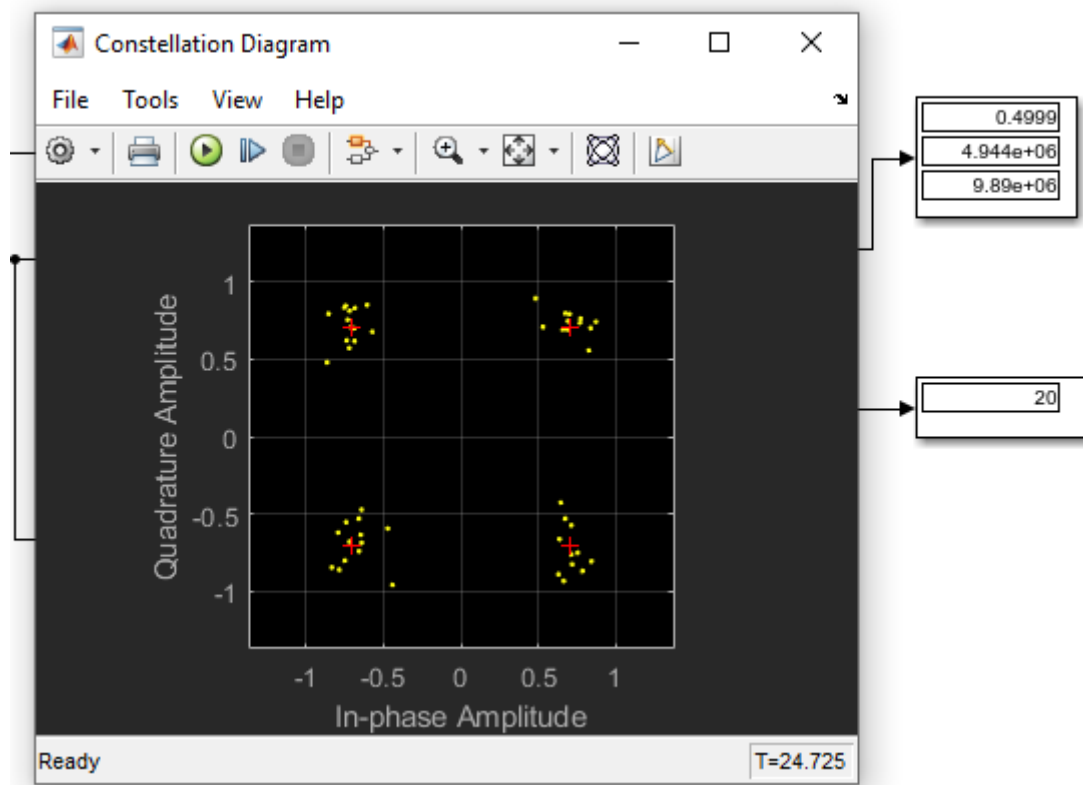 Constellation Diagram
File Tools View Help
0.4999
4.944e+06
9.89e+06
20
Quadrature Amplitude
1
0.5
0
-0.5
-1
-1 -0.5 0 0.5 1
In-phase Amplitude
Ready T=24.725